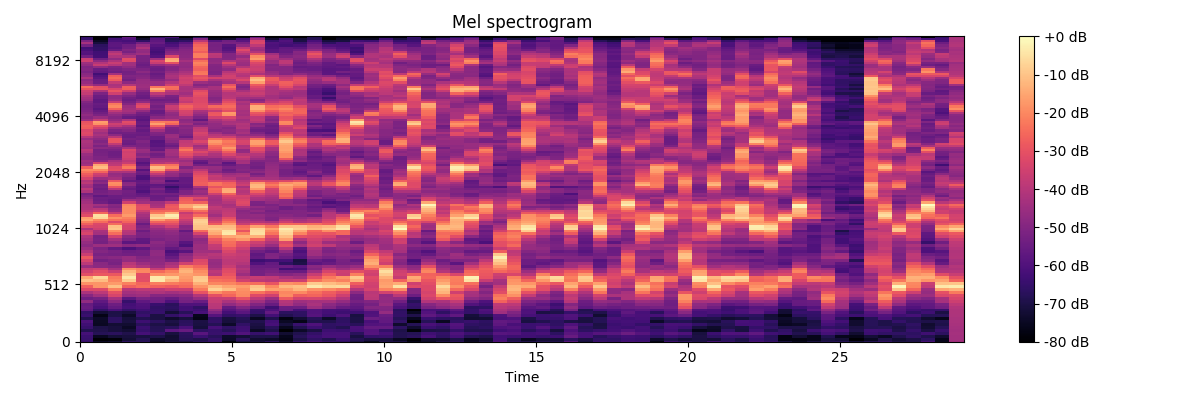 Mel spectrogram
8192
4096
2048
1024
512
0
Hz
0 5 10 15 20 25
Time
+0 dB
-10 dB
-20 dB
-30 dB
-40 dB
-50 dB
-60 dB
-70 dB
-80 dB